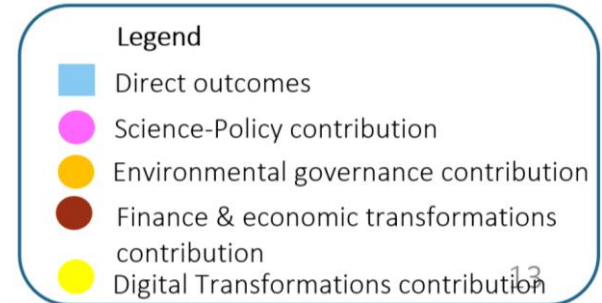 Legend
Direct outcomes
Science-Policy contribution
Environmental governance contribution
Finance & economic transformations
contribution
Digital Transformations contribution
13